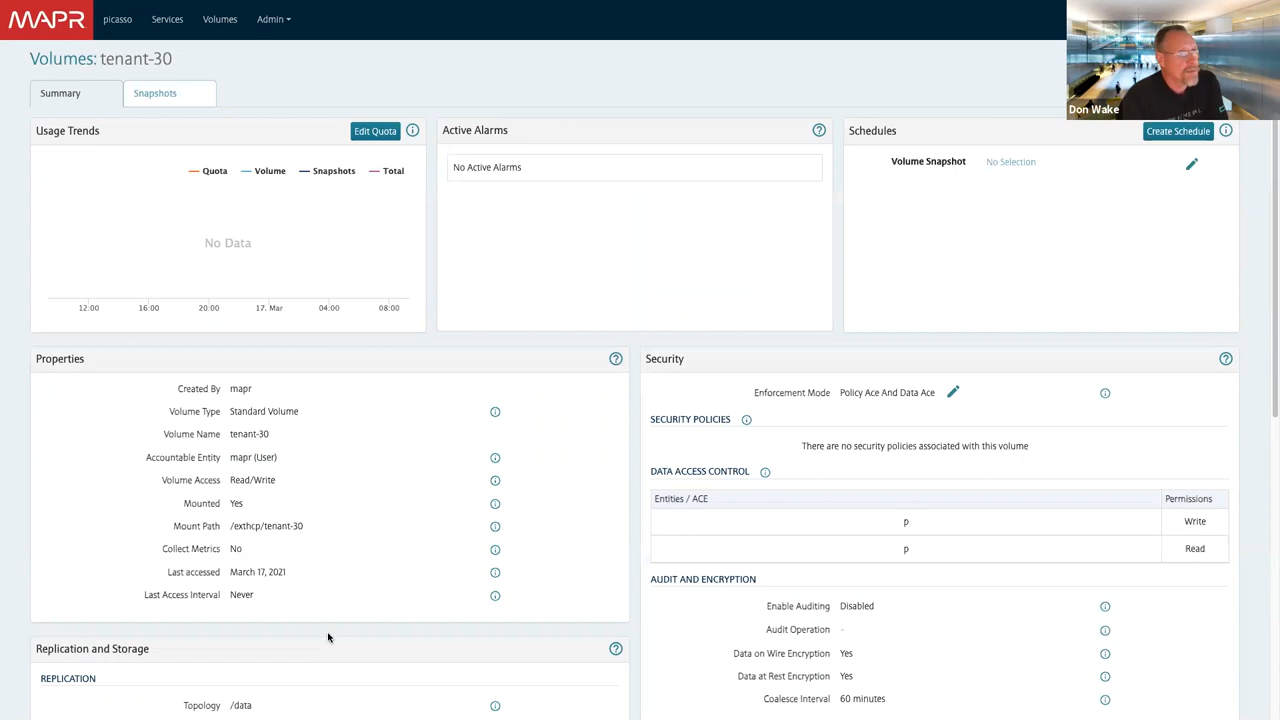 MAPR picasso Services Volumes Admin
Volumes: tenant-30
Don Wake
Summary Snapshots
Usage Trends Edit Quota
Quota Volume Snapshots Total
No Data
12:00 16:00 20:00 17. Mar 04:00 08:00
Active Alarms
No Active Alarms
Schedules Create Schedule
Volume Snapshot No Selection
Properties
Created By mapr
Volume Type Standard Volume
Volume Name tenant-30
Accountable Entity mapr (User)
Volume Access Read/Write
Mounted Yes
Mount Path /exthcp/tenant-30
Collect Metrics No
Last accessed March 17, 2021
Last Access Interval Never
Replication and Storage
REPLICATION
Topology /data
Security
Enforcement Mode Policy Ace And Data Ace
SECURITY POLICIES
There are no security policies associated with this volume
DATA ACCESS CONTROL
Entities / ACE Permissions
p Write
p Read
AUDIT AND ENCRYPTION
Enable Auditing Disabled
Audit Operation -
Data on Wire Encryption Yes
Data at Rest Encryption Yes
Coalesce Interval 60 minutes